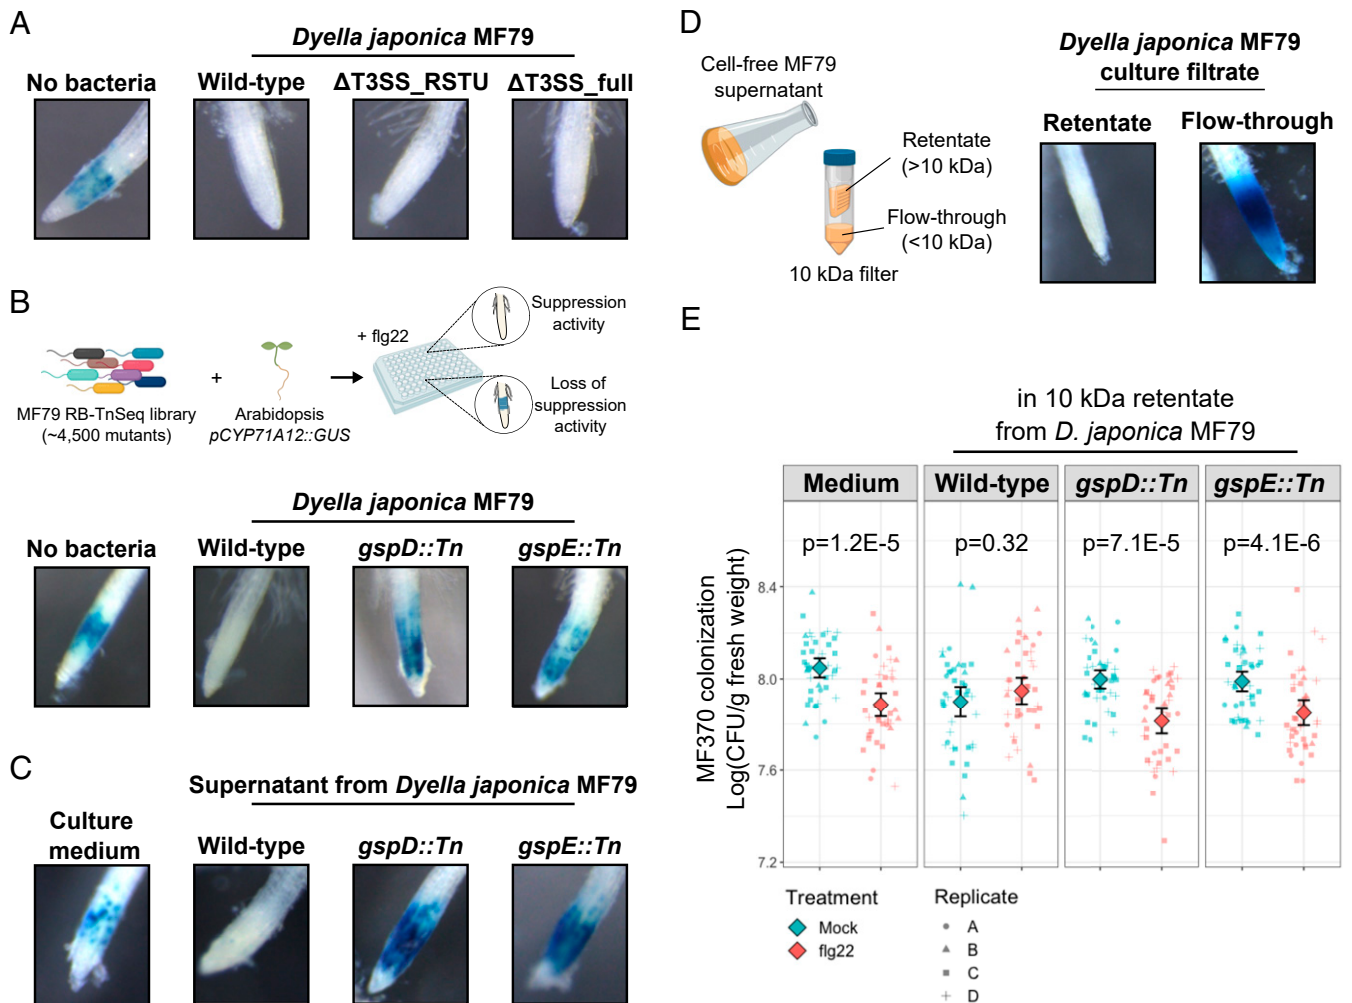 A
Dyella japonica MF79
No bacteria
Wild-type
ΔT3SS_RSTU
ΔT3SS_full
B
MF79 RB-TnSeq library
(~4,500 mutants)
+
Arabidopsis
pCYP71A12::GUS
+ flg22
Suppression
activity
Loss of
suppression
activity
Dyella japonica MF79
No bacteria
Wild-type
gspD::Tn
gspE::Tn
C
Supernatant from Dyella japonica MF79
Culture
medium
Wild-type
gspD::Tn
gspE::Tn
D
Cell-free MF79
supernatant
Retentate
(>10 kDa)
Flow-through
(<10 kDa)
10 kDa filter
Dyella japonica MF79
culture filtrate
Retentate
Flow-through
E
in 10 kDa retentate
from D. japonica MF79
Medium
Wild-type
gspD::Tn
gspE::Tn
p=1.2E-5
p=0.32
p=7.1E-5
p=4.1E-6
MF370 colonization
Log(CFU/g fresh weight)
8.4
8.0
7.6
7.2
Treatment
Mock
flg22
Replicate
A
B
C
D